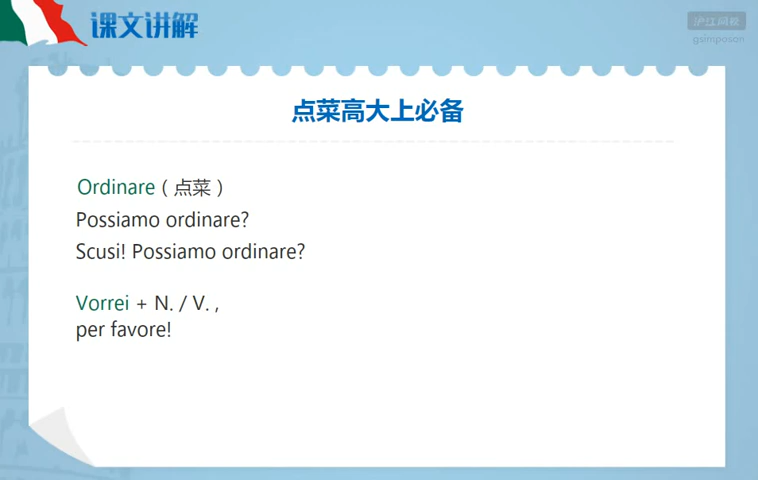 课文讲解
沪江网校
gsimposon
点菜高大上必备
Ordinare（点菜）
Possiamo ordinare?
Scusi! Possiamo ordinare?
Vorrei + N. / V. ,
per favore!